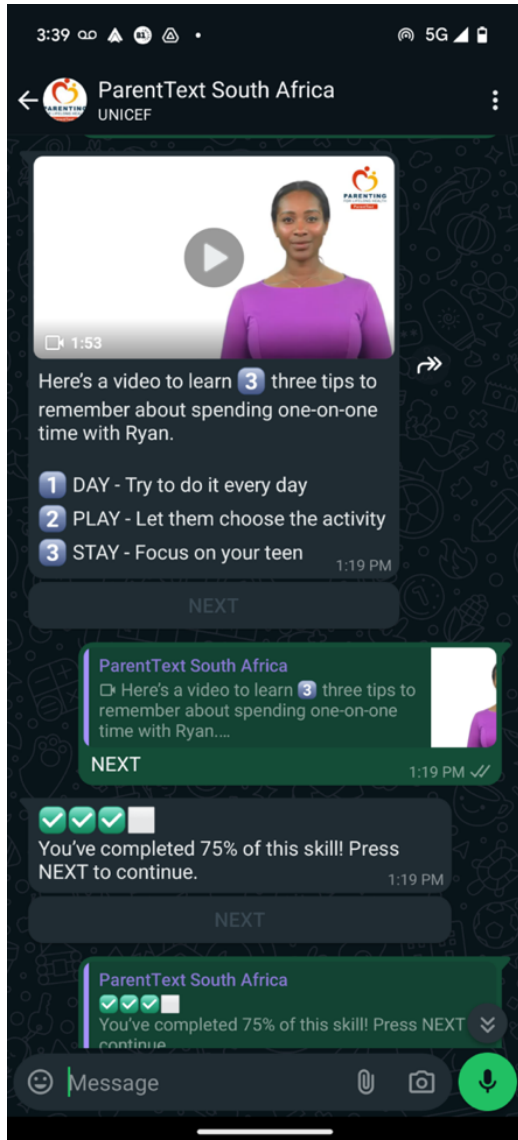 3:39
5G
ParentText South Africa
UNICEF
PARENTING
FOR LIFELONG HEALTH
ParentText
1:53
Here's a video to learn 3 three tips to
remember about spending one-on-one
time with Ryan.
1 DAY - Try to do it every day
2 PLAY - Let them choose the activity
3 STAY - Focus on your teen
1:19 PM
NEXT
ParentText South Africa
Here's a video to learn 3 three tips to
remember about spending one-on-one
time with Ryan....
NEXT
1:19 PM
You've completed 75% of this skill! Press
NEXT to continue.
1:19 PM
NEXT
ParentText South Africa
You've completed 75% of this skill! Press NEXT
continue
Message